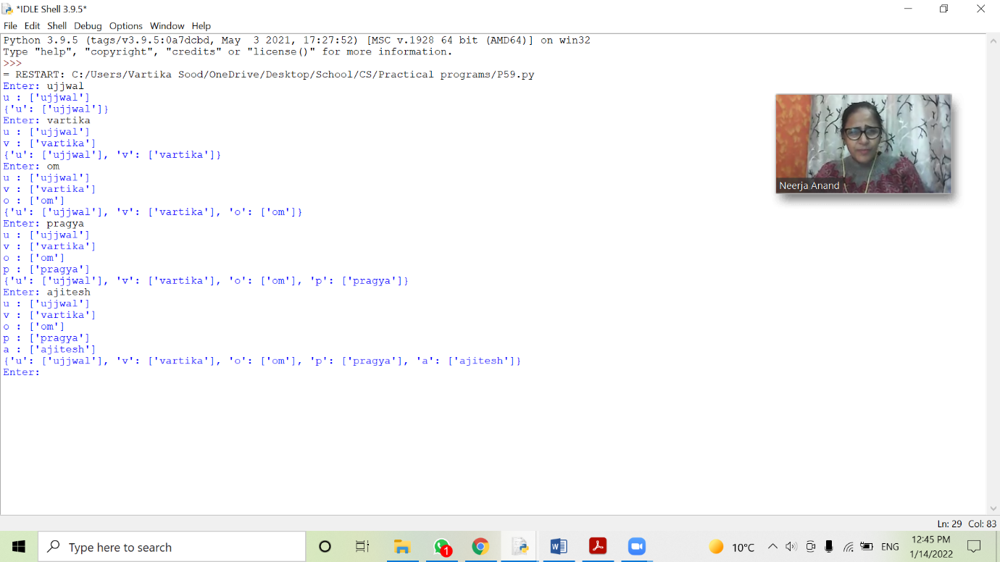 *IDLE Shell 3.9.5*
File Edit Shell Debug Options Window Help
Python 3.9.5 (tags/v3.9.5:0a7dcbd, May  3 2021, 17:27:52) [MSC v.1928 64 bit (AMD64)] on win32
Type "help", "copyright", "credits" or "license()" for more information.
>>>
= RESTART: C:/Users/Vartika Sood/OneDrive/Desktop/School/CS/Practical programs/P59.py
Enter: ujjwal
u : ['ujjwal']
{'u': ['ujjwal']}
Enter: vartika
u : ['ujjwal']
v : ['vartika']
{'u': ['ujjwal'], 'v': ['vartika']}
Enter: om
u : ['ujjwal']
v : ['vartika']
o : ['om']
{'u': ['ujjwal'], 'v': ['vartika'], 'o': ['om']}
Enter: pragya
u : ['ujjwal']
v : ['vartika']
o : ['om']
p : ['pragya']
{'u': ['ujjwal'], 'v': ['vartika'], 'o': ['om'], 'p': ['pragya']}
Enter: ajitesh
u : ['ujjwal']
v : ['vartika']
o : ['om']
p : ['pragya']
a : ['ajitesh']
{'u': ['ujjwal'], 'v': ['vartika'], 'o': ['om'], 'p': ['pragya'], 'a': ['ajitesh']}
Enter:
Neerja Anand
Ln: 29 Col: 83
Type here to search
1
10°C
ENG
12:45 PM
1/14/2022